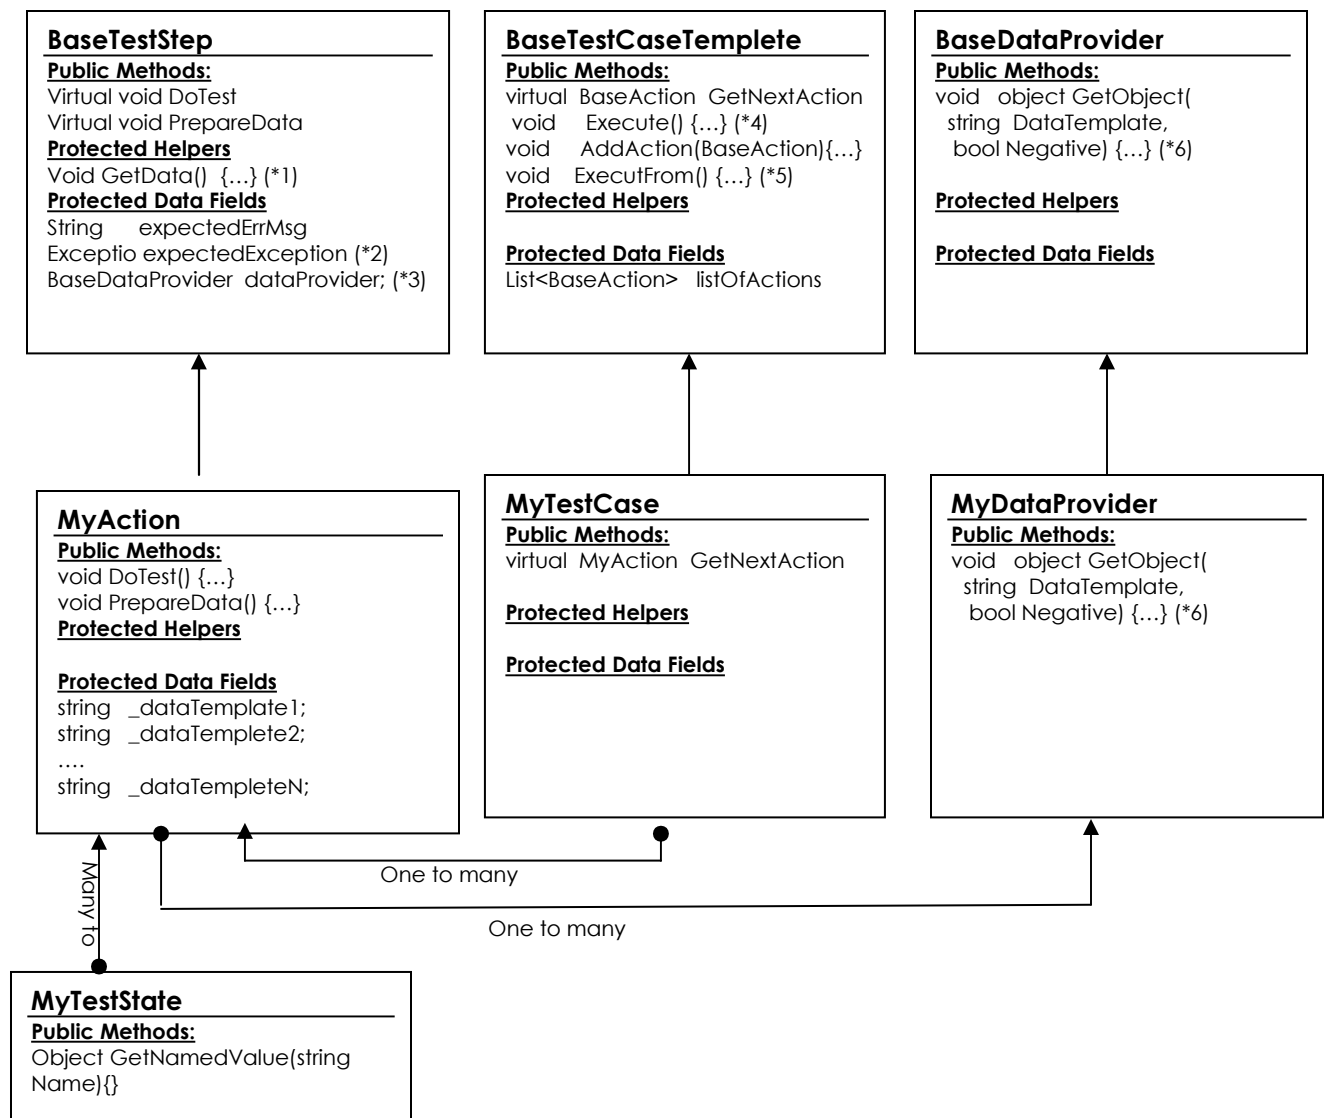 BaseTestStep
Public Methods:
Virtual void DoTest
Virtual void PrepareData
Protected Helpers
Void GetData() {...} (*1)
Protected Data Fields
String expectedErrMsg
Exceptio expectedException (*2)
BaseDataProvider dataProvider; (*3)
BaseTestCaseTemplete
Public Methods:
virtual BaseAction GetNextAction
void Execute() {...} (*4)
void AddAction(BaseAction){...}
void ExecutFrom() {...} (*5)
Protected Helpers
Protected Data Fields
List<BaseAction> listOfActions
BaseDataProvider
Public Methods:
void object GetObject(
string DataTemplate,
bool Negative) {...} (*6)
Protected Helpers
Protected Data Fields
MyAction
Public Methods:
void DoTest() {...}
void PrepareData() {...}
Protected Helpers
Protected Data Fields
string _dataTemplate1;
string _dataTemplete2;
....
string _dataTempleteN;
MyTestCase
Public Methods:
virtual MyAction GetNextAction
Protected Helpers
Protected Data Fields
MyDataProvider
Public Methods:
void object GetObject(
string DataTemplate,
bool Negative) {...} (*6)
One to many
One to many
Many to
MyTestState
Public Methods:
Object GetNamedValue(string
Name){}